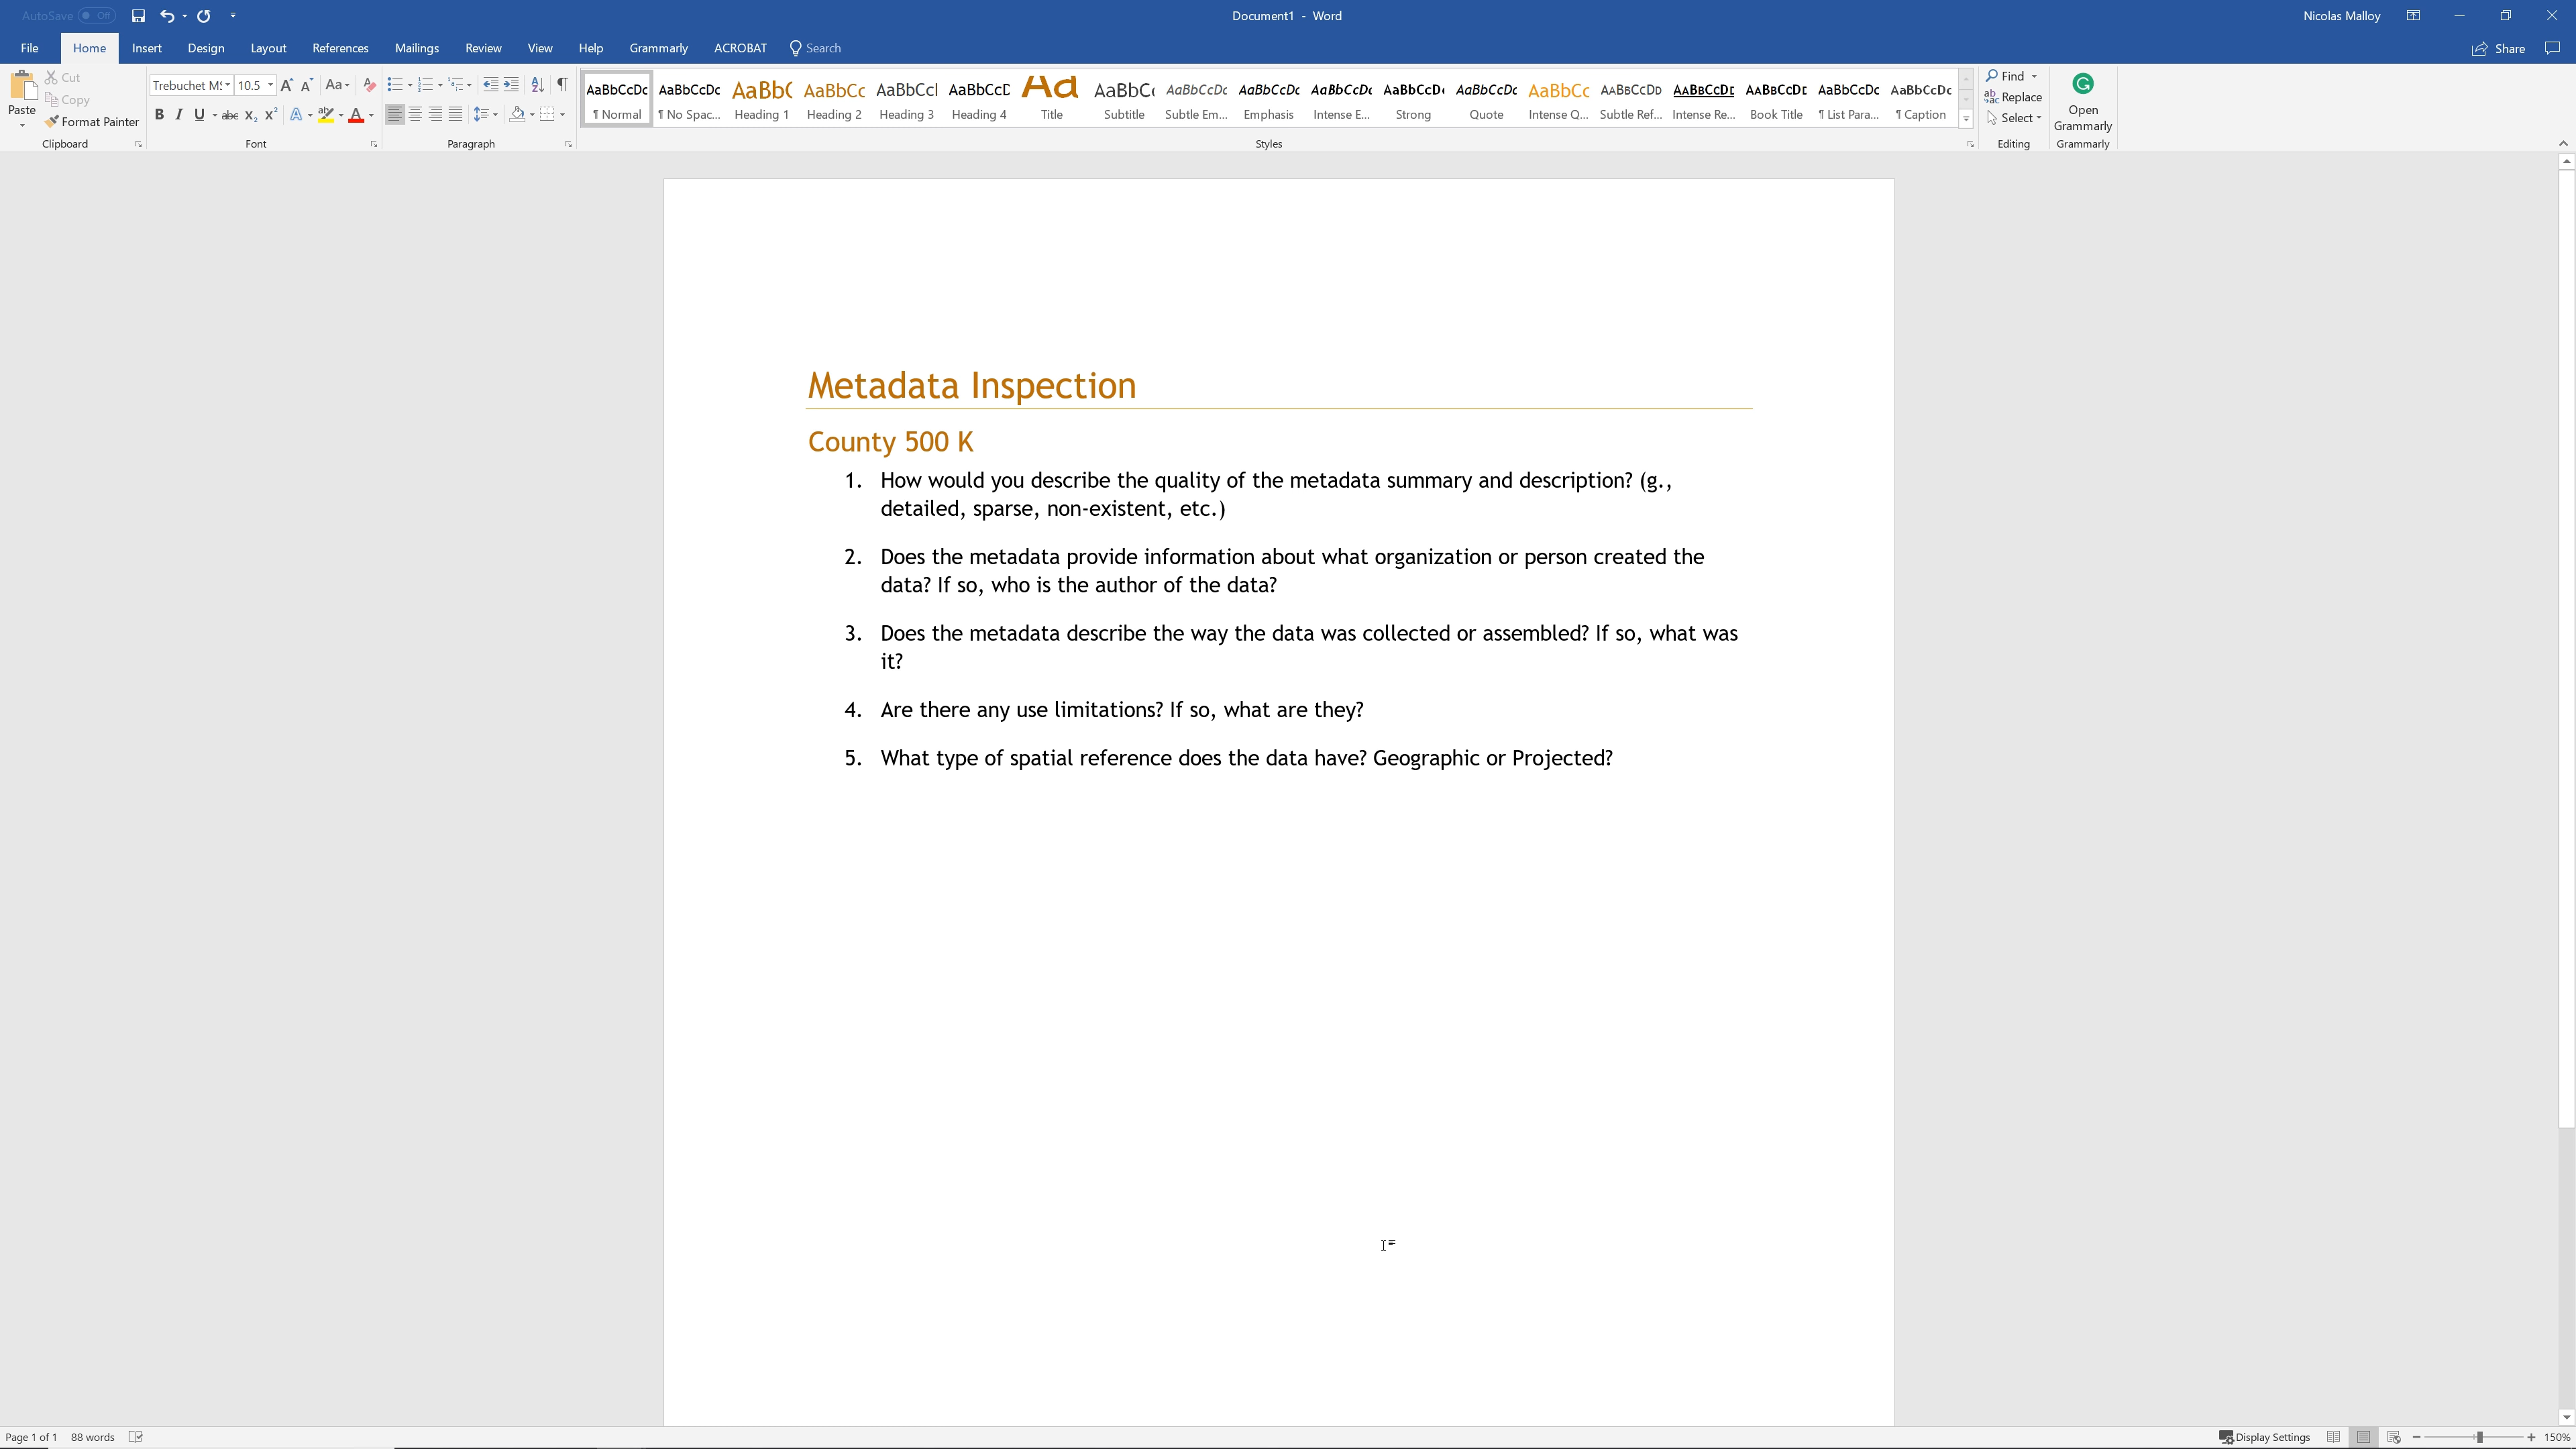 AutoSave Off
Document1 - Word
Nicolas Malloy
File Home Insert Design Layout References Mailings Review View Help Grammarly ACROBAT Search
Share
Paste
Cut
Copy
Format Painter
Clipboard
Trebuchet MS 10.5
Font
Paragraph
AaBbCcDc AaBbCcDc AaBbC AaBbCc AaBbCcI AaBbCcD Ad AaBbC AaBbCcDc AaBbCcDc AaBbCcDc AaBbCcD AaBbCcDc AaBbCc AaBbCcDd AaBbCcDd AaBbCcDd AaBbCcDc AaBbCcDc
¶ Normal ¶ No Spac... Heading 1 Heading 2 Heading 3 Heading 4 Title Subtitle Subtle Em... Emphasis Intense E... Strong Quote Intense Q... Subtle Ref... Intense Re... Book Title ¶ List Para... ¶ Caption
Styles
Find
Replace
Select
Editing
Open
Grammarly
Grammarly
Metadata Inspection
County 500 K
1. How would you describe the quality of the metadata summary and description? (g.,
detailed, sparse, non-existent, etc.)
2. Does the metadata provide information about what organization or person created the
data? If so, who is the author of the data?
3. Does the metadata describe the way the data was collected or assembled? If so, what was
it?
4. Are there any use limitations? If so, what are they?
5. What type of spatial reference does the data have? Geographic or Projected?
Page 1 of 1 88 words
Display Settings
150%